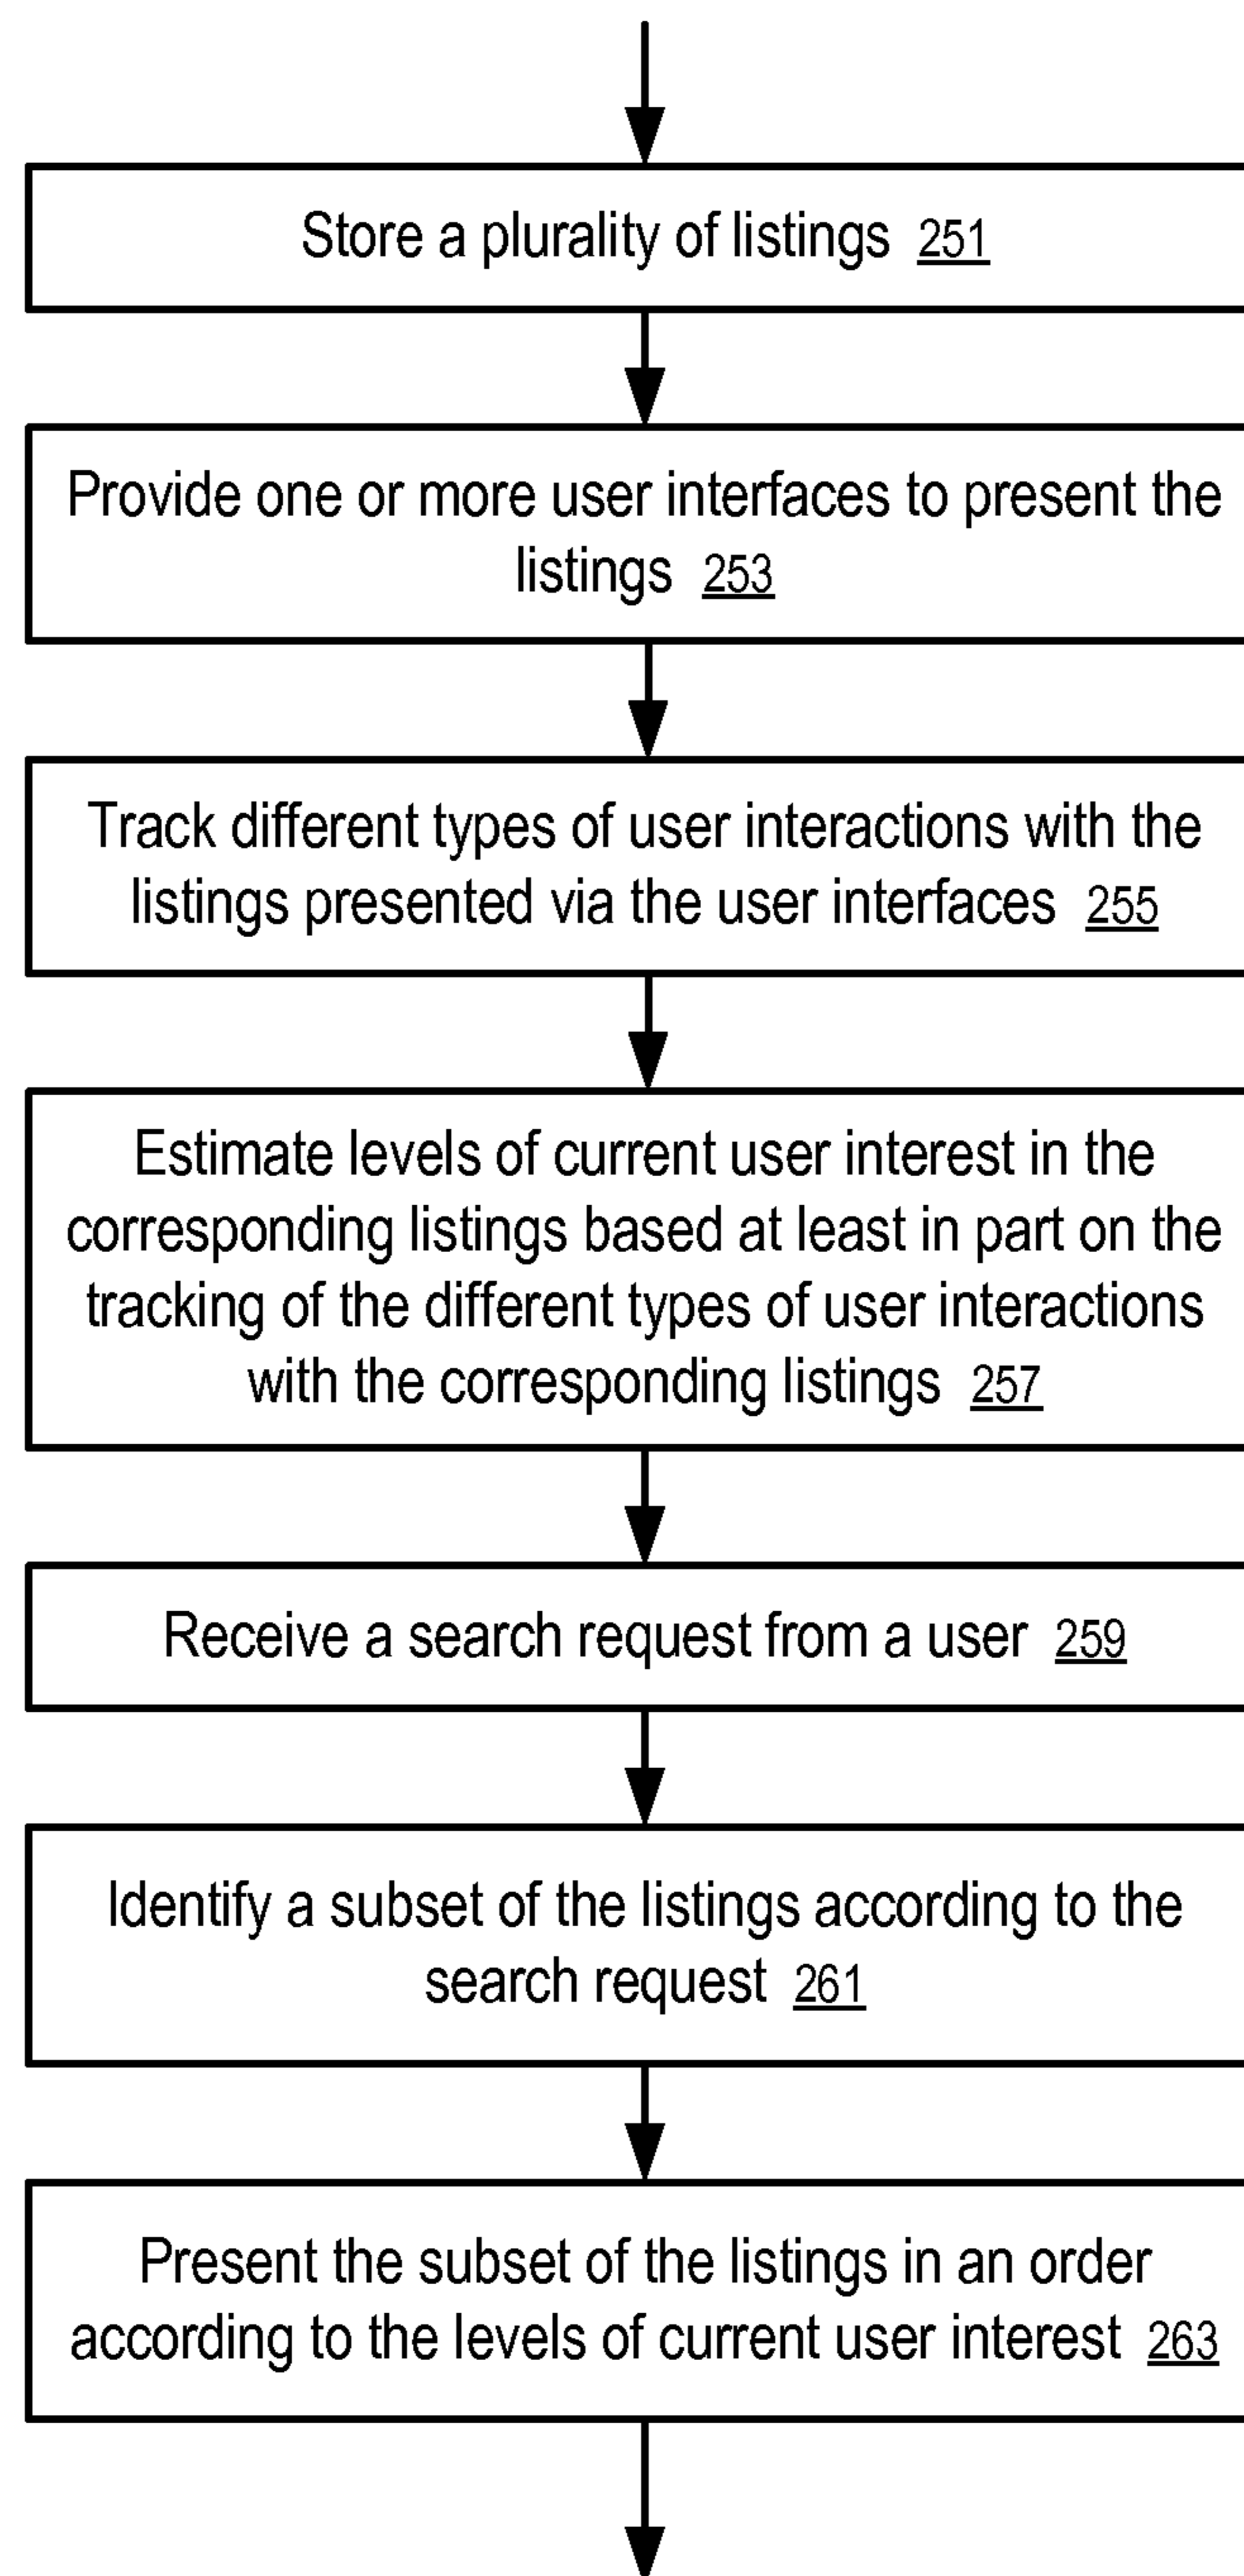 Store a plurality of listings 251
Provide one or more user interfaces to present the
listings 253
Track different types of user interactions with the
listings presented via the user interfaces 255
Estimate levels of current user interest in the
corresponding listings based at least in part on the
tracking of the different types of user interactions
with the corresponding listings 257
Receive a search request from a user 259
Identify a subset of the listings according to the
search request 261
Present the subset of the listings in an order
according to the levels of current user interest 263